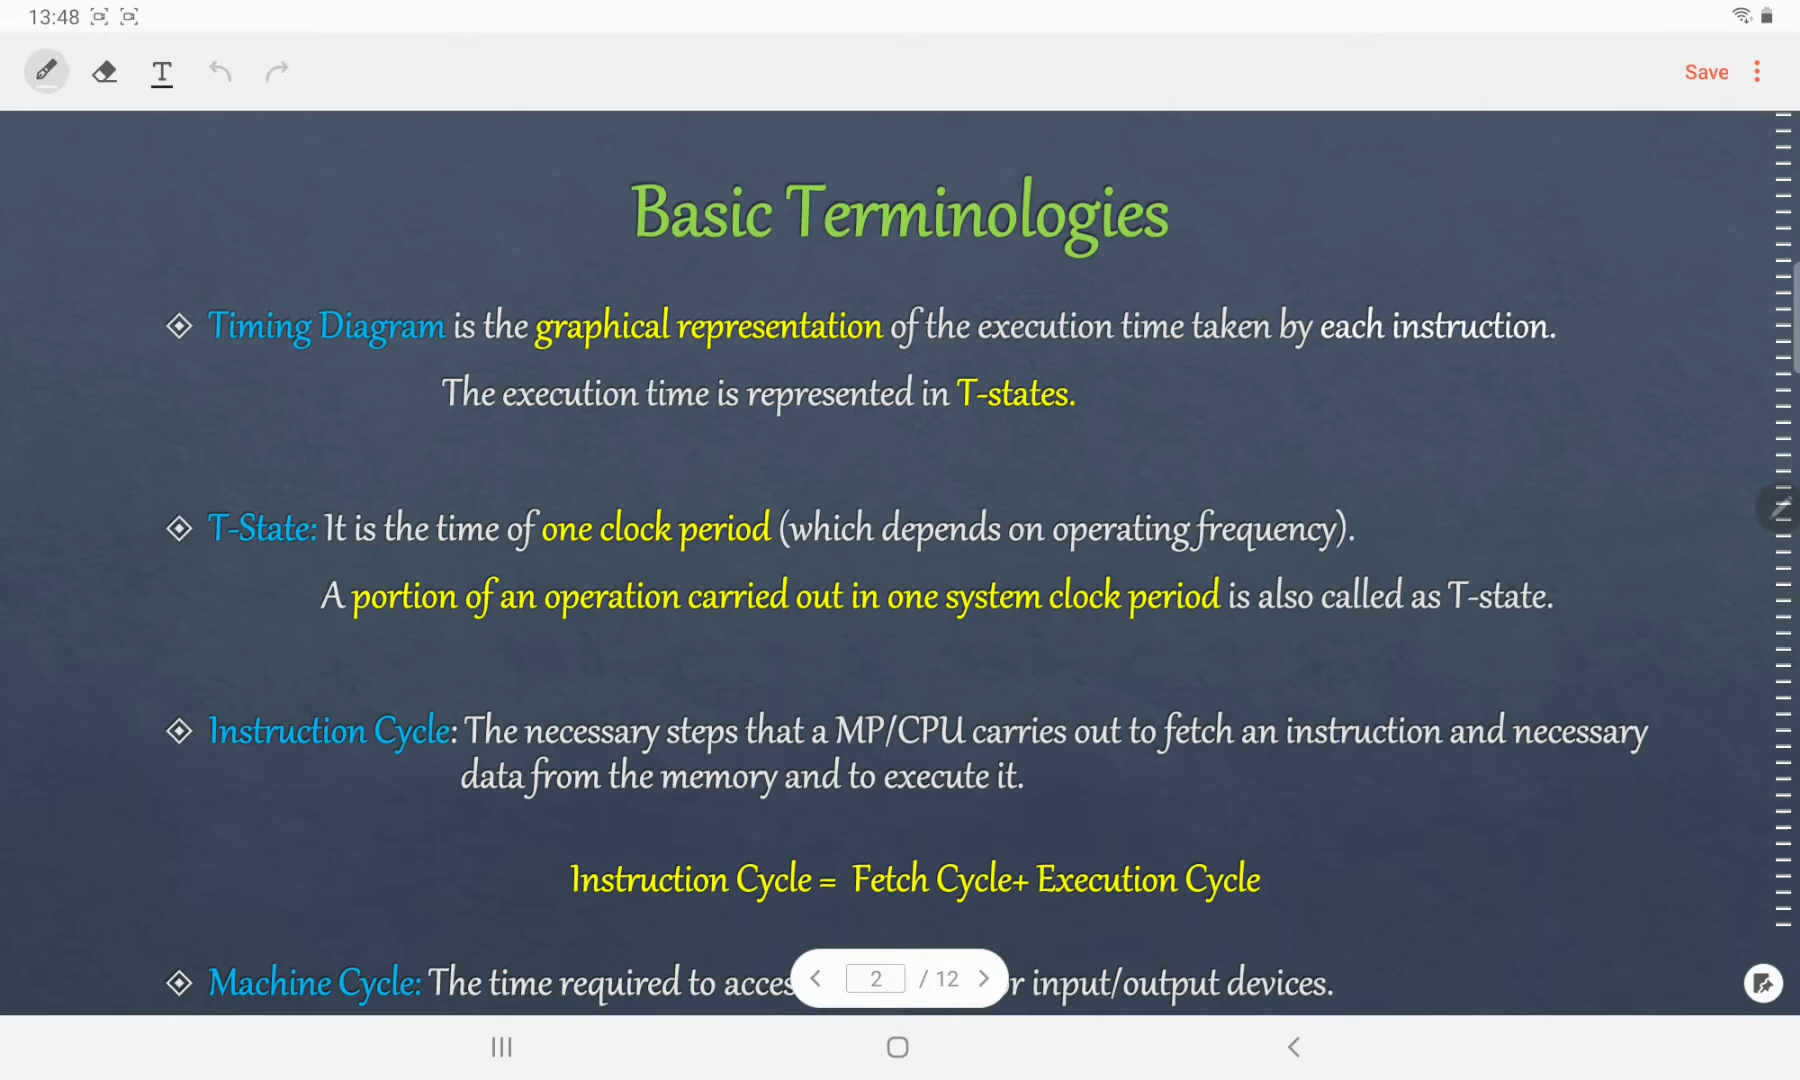 13:48
Save
Basic Terminologies
Timing Diagram is the graphical representation of the execution time taken by each instruction.
The execution time is represented in T-states.
T-State: It is the time of one clock period (which depends on operating frequency).
A portion of an operation carried out in one system clock period is also called as T-state.
Instruction Cycle: The necessary steps that a MP/CPU carries out to fetch an instruction and necessary
data from the memory and to execute it.
Instruction Cycle = Fetch Cycle+ Execution Cycle
Machine Cycle: The time required to input/output devices.
2 / 12